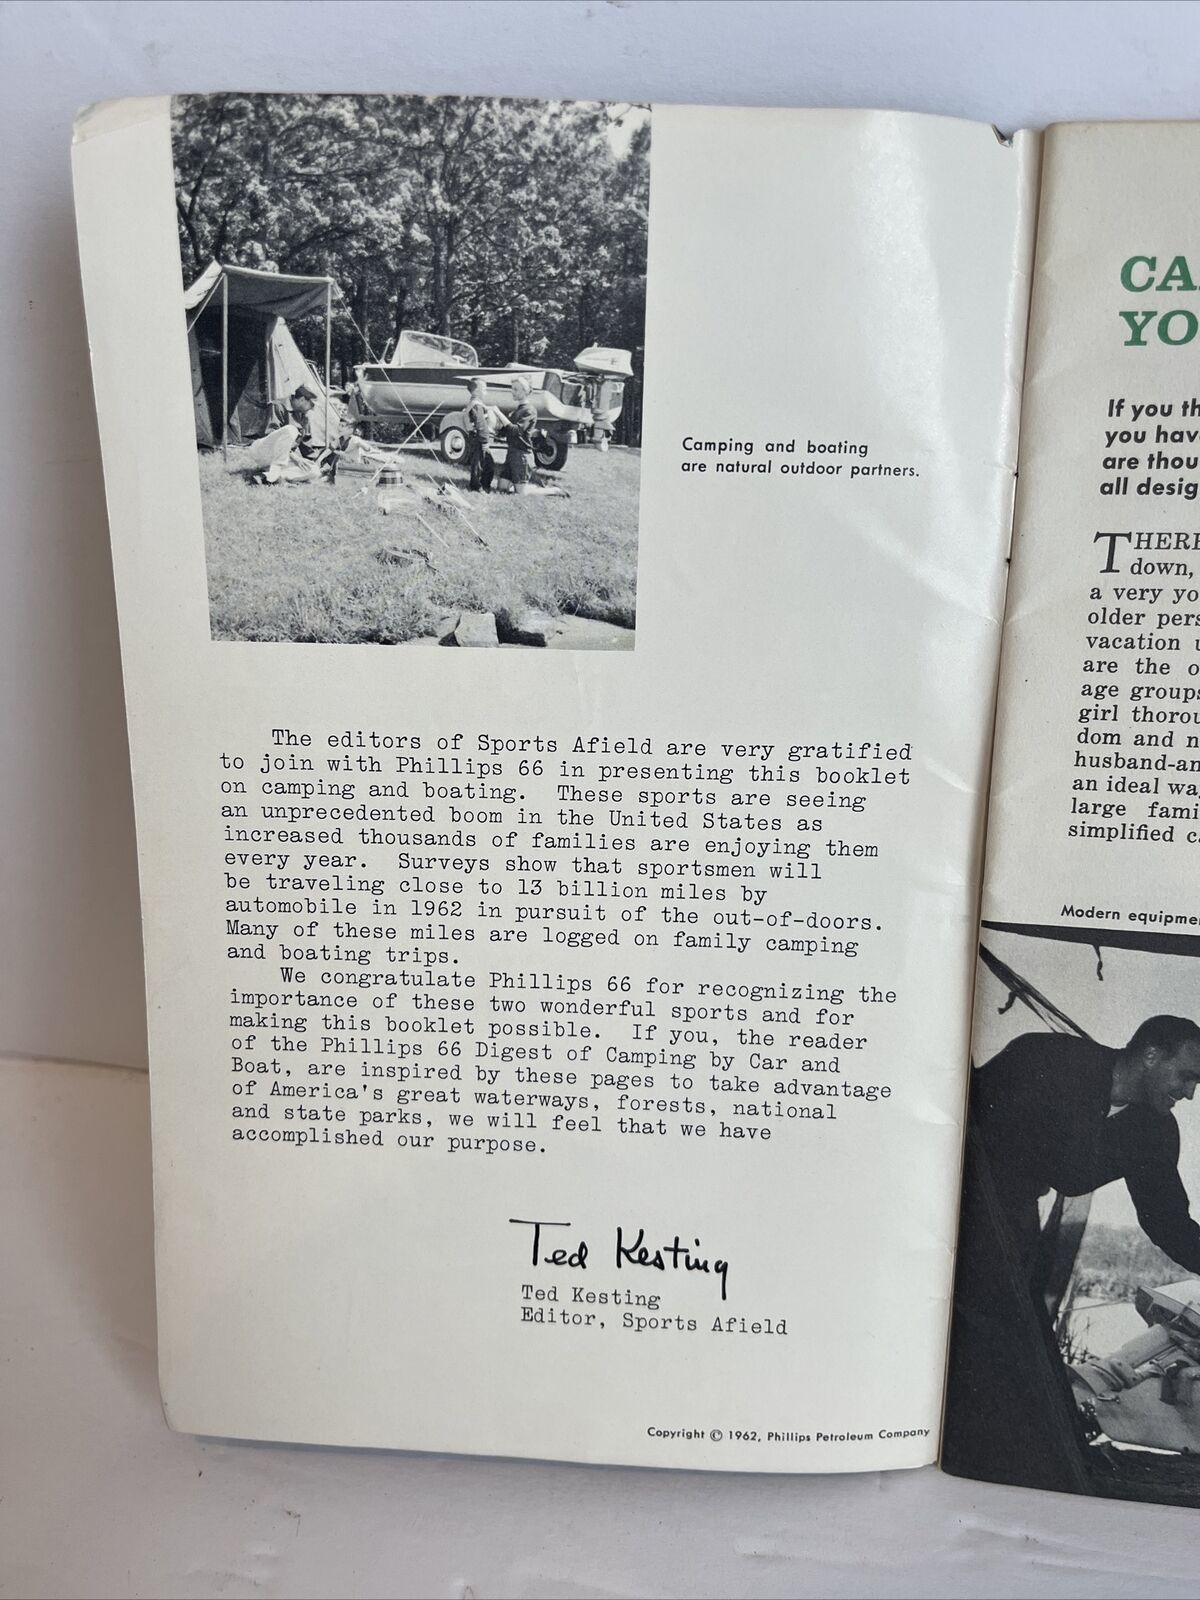 Camping and boating
are natural outdoor partners.
The editors of Sports Afield are very gratified
to join with Phillips 66 in presenting this booklet
on camping and boating. These sports are seeing
an unprecedented boom in the United States as
increased thousands of families are enjoying them
every year. Surveys show that sportsmen will
be traveling close to 13 billion miles by
automobile in 1962 in pursuit of the out-of-doors.
Many of these miles are logged on family camping
and boating trips.
We congratulate Phillips 66 for recognizing the
importance of these two wonderful sports and for
making this booklet possible. If you, the reader
of the Phillips 66 Digest of Camping by Car and
Boat, are inspired by these pages to take advantage
of America's great waterways, forests, national
and state parks, we will feel that we have
accomplished our purpose.
Ted Kesting
Ted Kesting
Editor, Sports Afield
Copyright © 1962, Phillips Petroleum Company
CA
YO
If you th
you hav
are thou
all desig
THERE
down,
a very yo
older pers
vacation u
are the o
age groups
girl thorou
dom and n
husband-an
an ideal wa
large fami
simplified c
Modern equipme